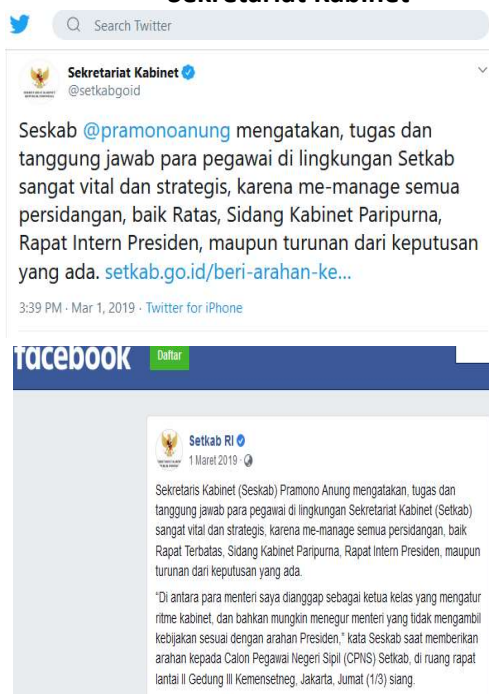 Sekretariat Kabinet
Search Twitter
Sekretariat Kabinet
@setkabgoid
Seskab @pramonoanung mengatakan, tugas dan
tanggung jawab para pegawai di lingkungan Setkab
sangat vital dan strategis, karena me-manage semua
persidangan, baik Ratas, Sidang Kabinet Paripurna,
Rapat Intern Presiden, maupun turunan dari keputusan
yang ada. setkab.go.id/beri-arahan-ke...
3:39 PM · Mar 1, 2019 · Twitter for iPhone
facebook
Daftar
Setkab RI
1 Maret 2019 ·
Sekretaris Kabinet (Seskab) Pramono Anung mengatakan, tugas dan
tanggung jawab para pegawai di lingkungan Sekretariat Kabinet (Setkab)
sangat vital dan strategis, karena me-manage semua persidangan, baik
Rapat Terbatas, Sidang Kabinet Paripurna, Rapat Intern Presiden, maupun
turunan dari keputusan yang ada.
“Di antara para menteri saya dianggap sebagai ketua kelas yang mengatur
ritme kabinet, dan bahkan mungkin menegur menteri yang tidak mengambil
kebijakan sesuai dengan arahan Presiden,” kata Seskab saat memberikan
arahan kepada Calon Pegawai Negeri Sipil (CPNS) Setkab, di ruang rapat
lantai II Gedung III Kemensetneg, Jakarta, Jumat (1/3) siang.